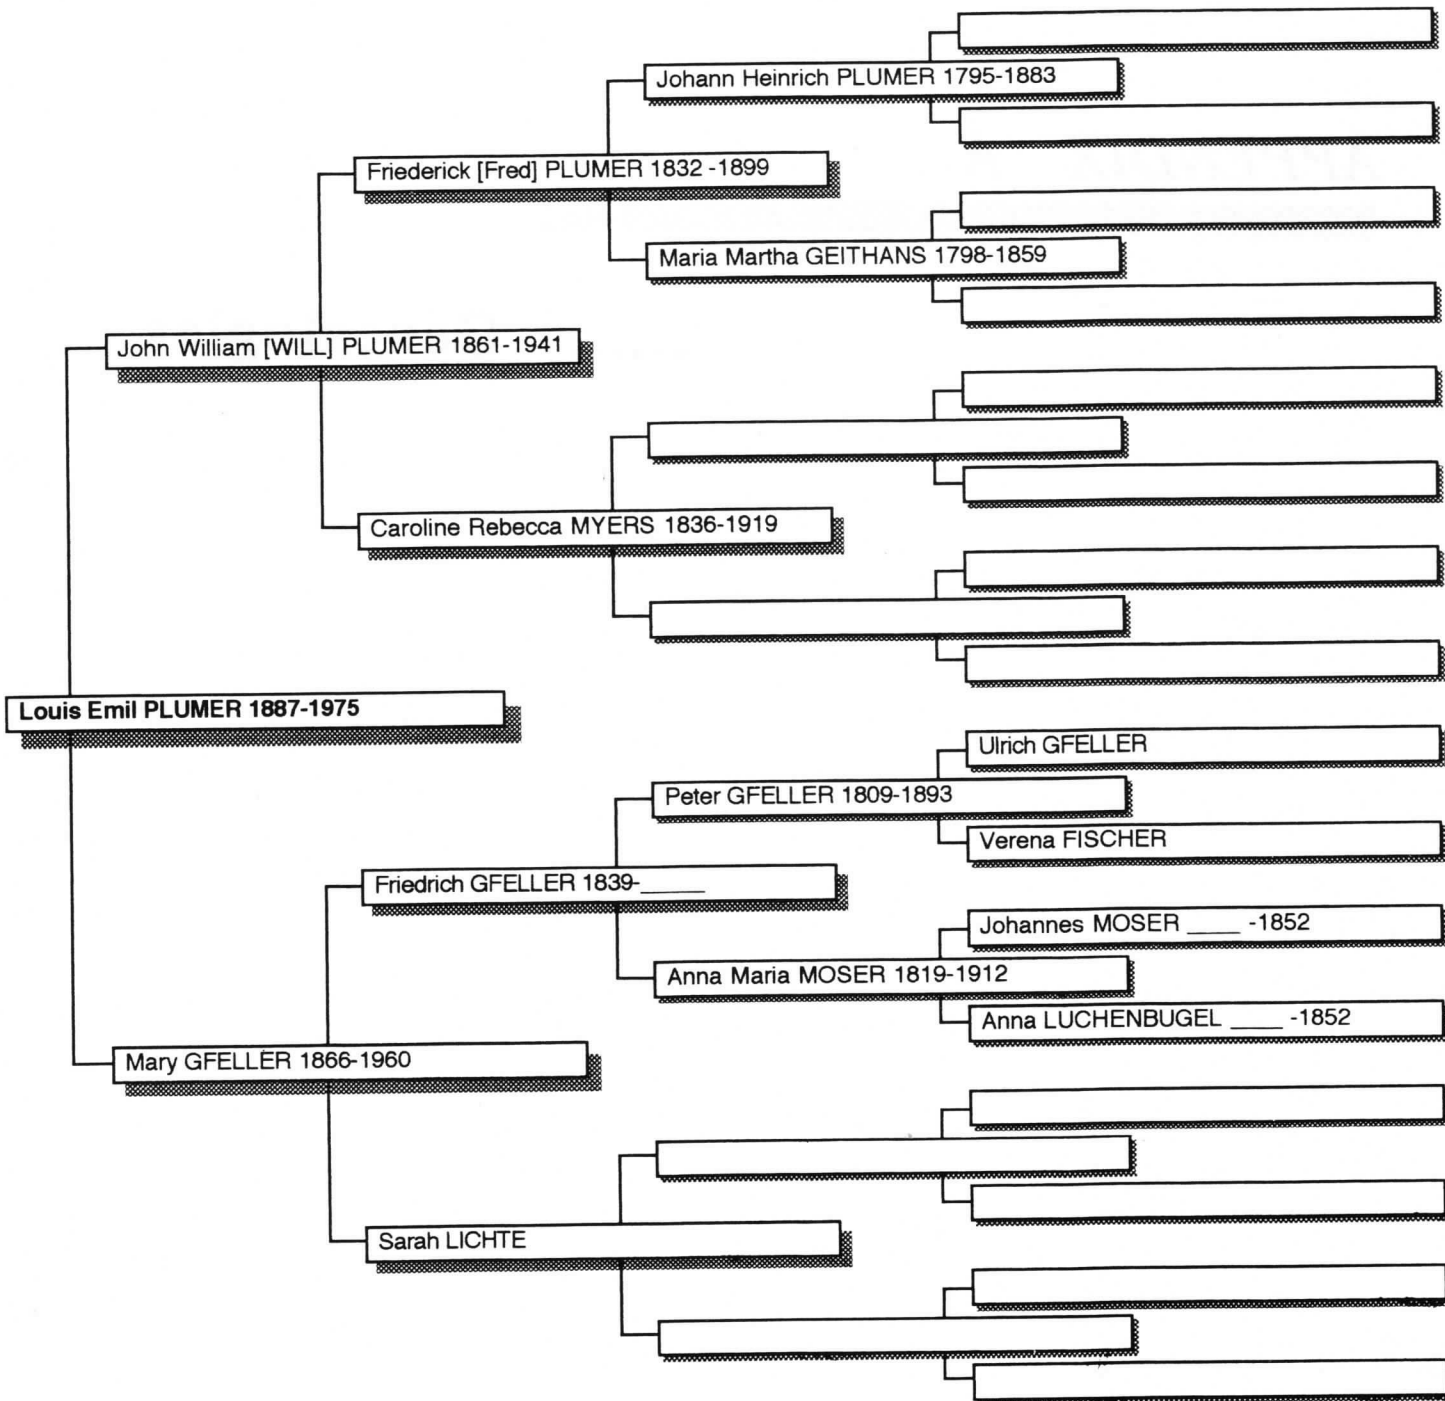 Johann Heinrich PLUMER 1795-1883
Friederick [Fred] PLUMER 1832 -1899
Maria Martha GEITHANS 1798-1859
John William [WILL] PLUMER 1861-1941
Caroline Rebecca MYERS 1836-1919
Louis Emil PLUMER 1887-1975
Ulrich GFELLER
Peter GFELLER 1809-1893
Verena FISCHER
Friedrich GFELLER 1839-_____
Johannes MOSER ____ -1852
Anna Maria MOSER 1819-1912
Anna LUCHENBUGEL ____ -1852
Mary GFELLER 1866-1960
Sarah LICHTE